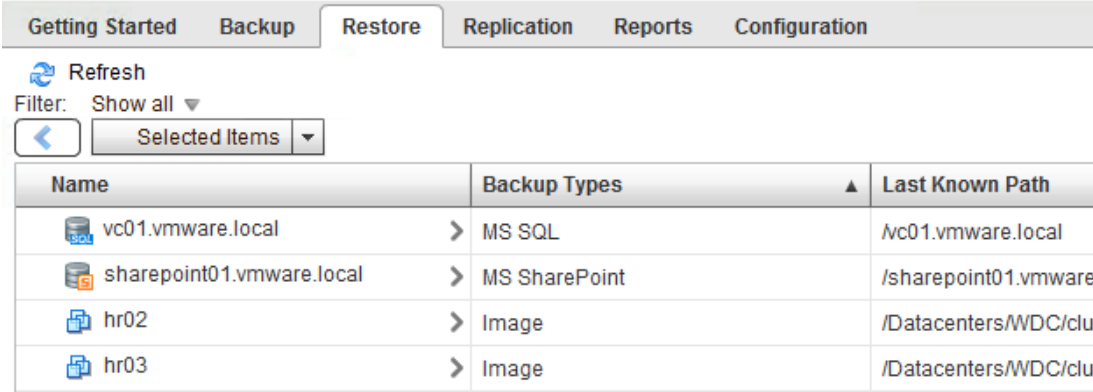 Getting Started Backup Restore Replication Reports Configuration
Refresh
Filter: Show all
Selected Items
Name Backup Types Last Known Path
vc01.vmware.local MS SQL /vc01.vmware.local
sharepoint01.vmware.local MS SharePoint /sharepoint01.vmware
hr02 Image /Datacenters/WDC/clu
hr03 Image /Datacenters/WDC/clu